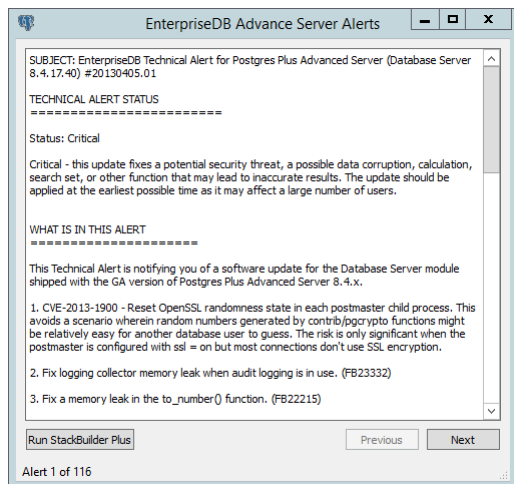 EnterpriseDB Advance Server Alerts
SUBJECT: EnterpriseDB Technical Alert for Postgres Plus Advanced Server (Database Server
8.4.17.40) #20130405.01
TECHNICAL ALERT STATUS
========================
Status: Critical
Critical - this update fixes a potential security threat, a possible data corruption, calculation,
search set, or other function that may lead to inaccurate results. The update should be
applied at the earliest possible time as it may affect a large number of users.
WHAT IS IN THIS ALERT
=====================
This Technical Alert is notifying you of a software update for the Database Server module
shipped with the GA version of Postgres Plus Advanced Server 8.4.x.
1. CVE-2013-1900 - Reset OpenSSL randomness state in each postmaster child process. This
avoids a scenario wherein random numbers generated by contrib/pgcrypto functions might
be relatively easy for another database user to guess. The risk is only significant when the
postmaster is configured with ssl = on but most connections don't use SSL encryption.
2. Fix logging collector memory leak when audit logging is in use. (FB23332)
3. Fix a memory leak in the to_number() function. (FB22215)
Run StackBuilder Plus
Previous
Next
Alert 1 of 116